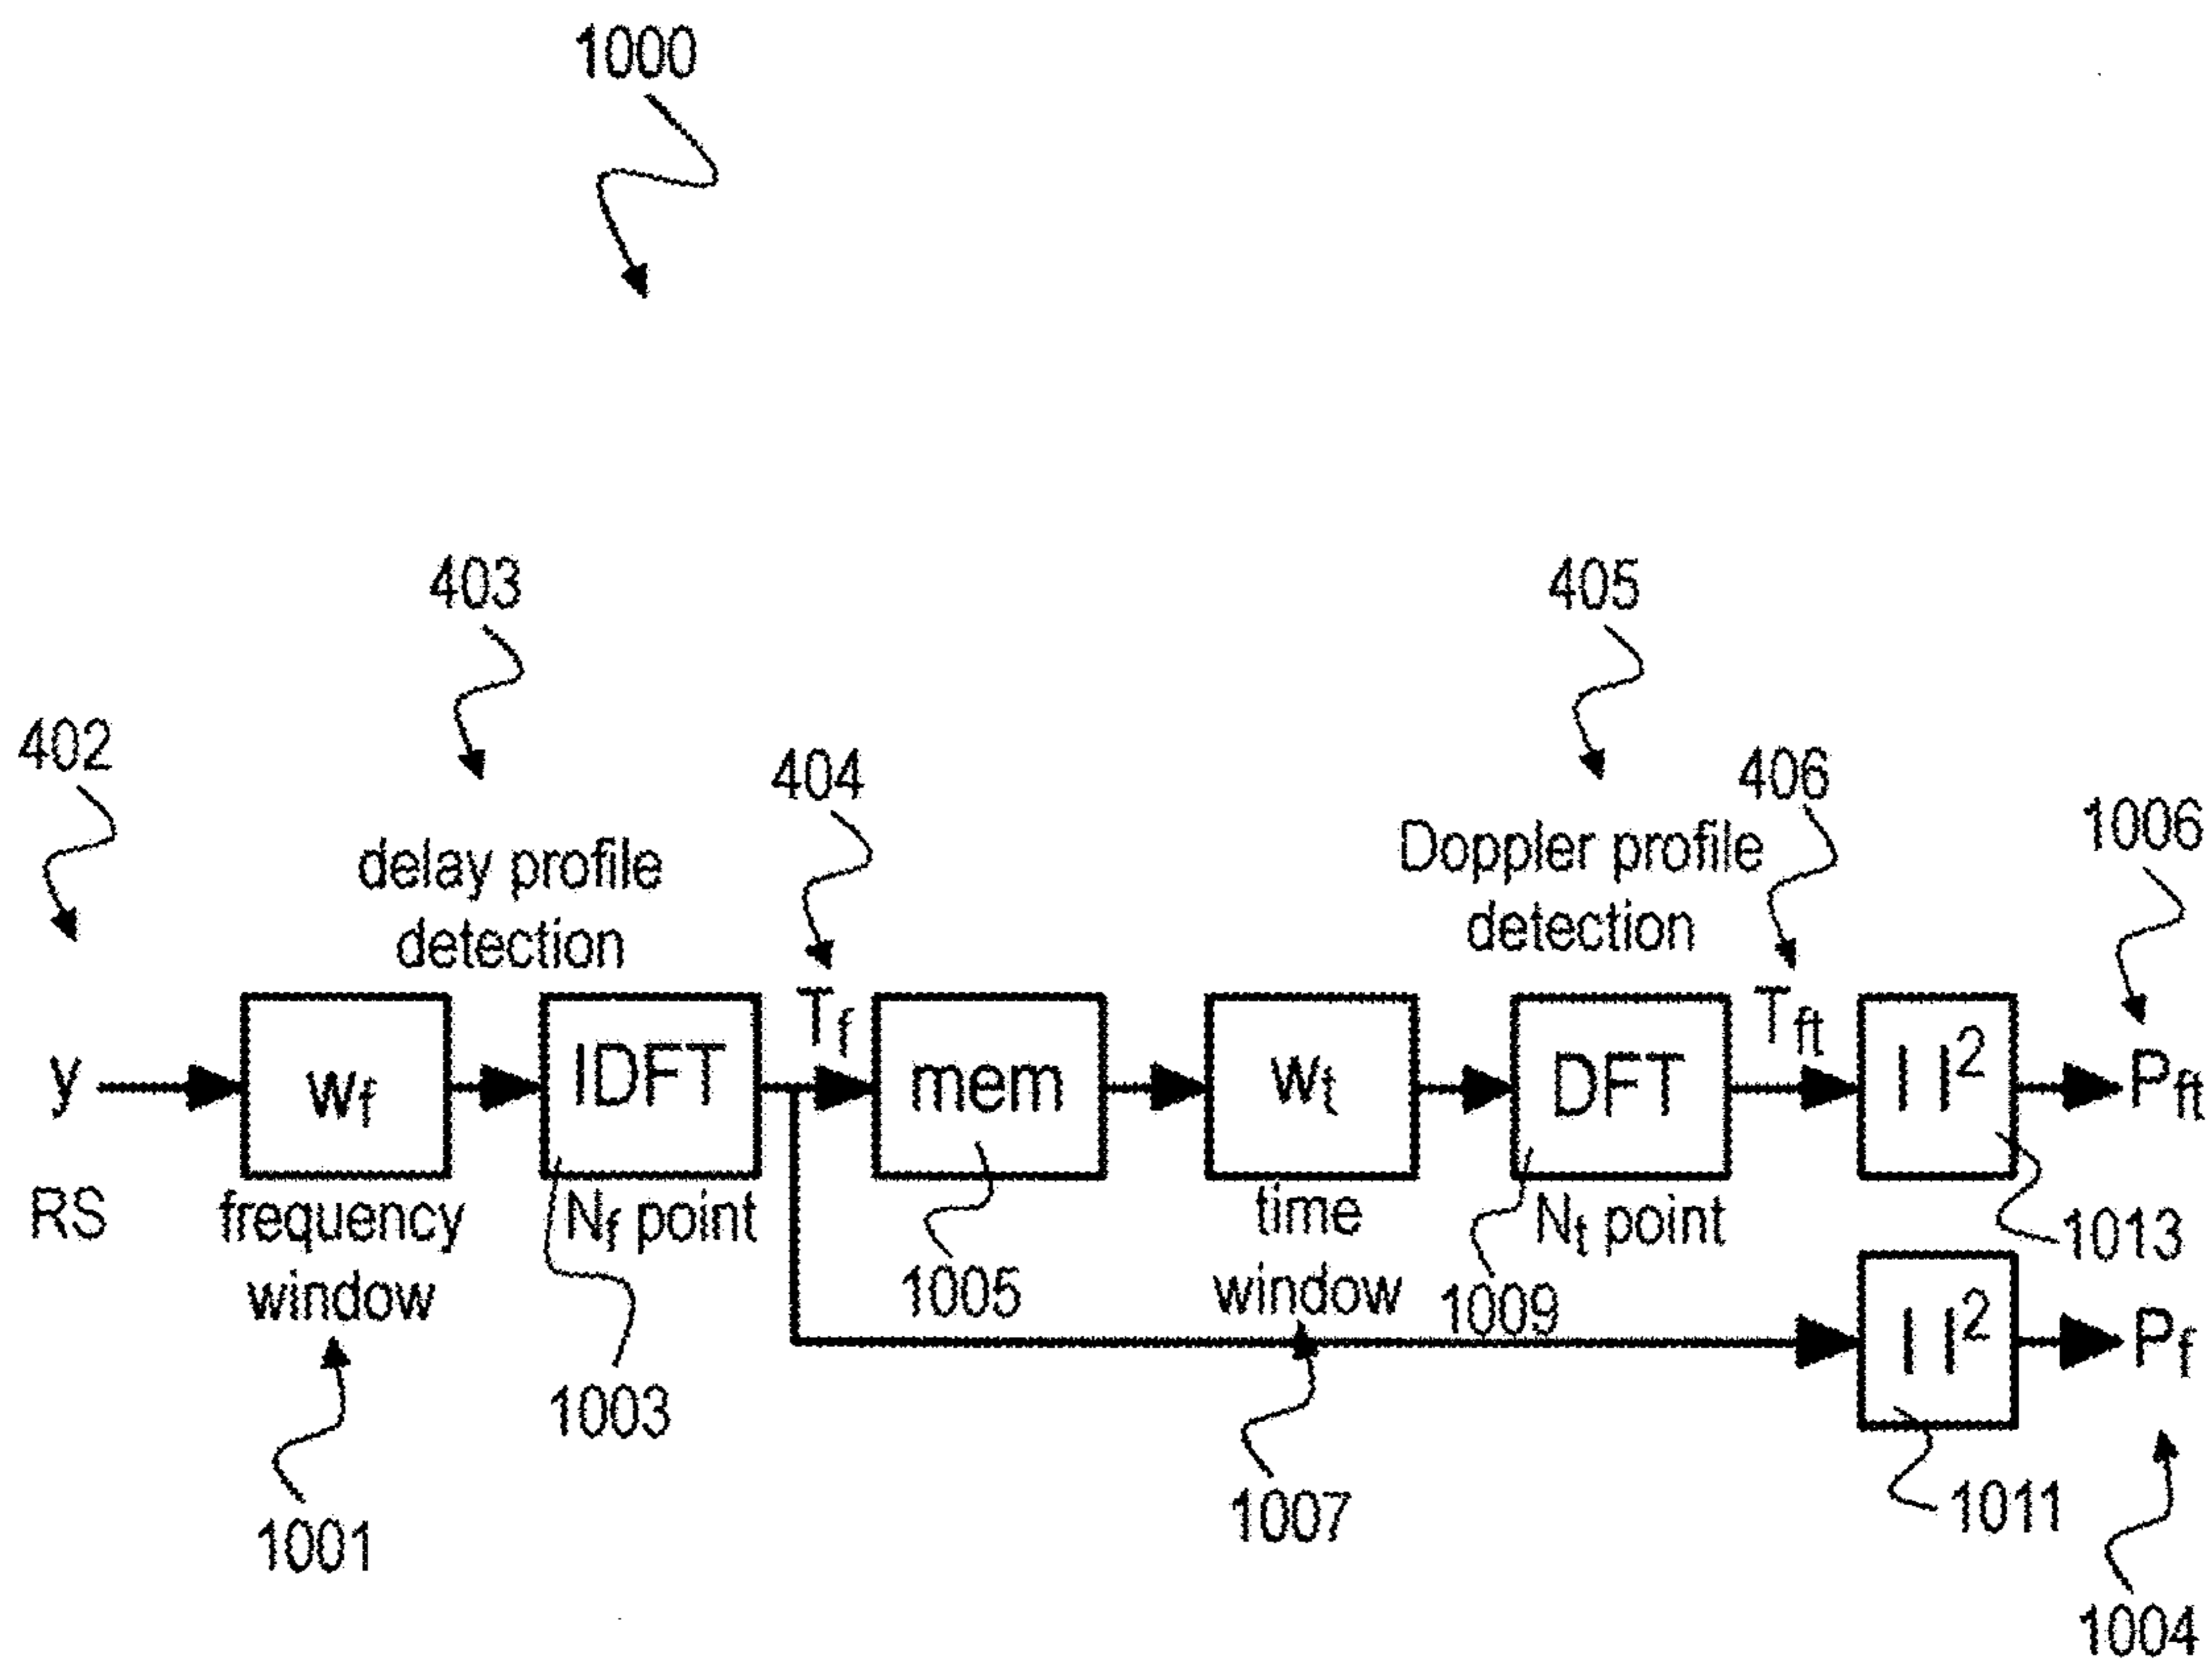 1000
403
405
402
404
406
1006
delay profile
detection
Doppler profile
detection
Tf
Tft
y
wf
IDFT
mem
wt
DFT
| |²
Pft
RS
frequency
window
Nf point
time
window
Nt point
1005
1009
1013
| |²
Pf
1003
1001
1007
1011
1004